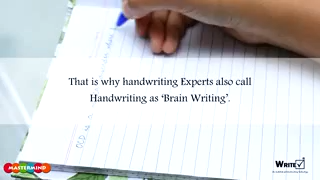 That is why handwriting Experts also call
Handwriting as ‘Brain Writing’.
MASTERMIND
WRITE